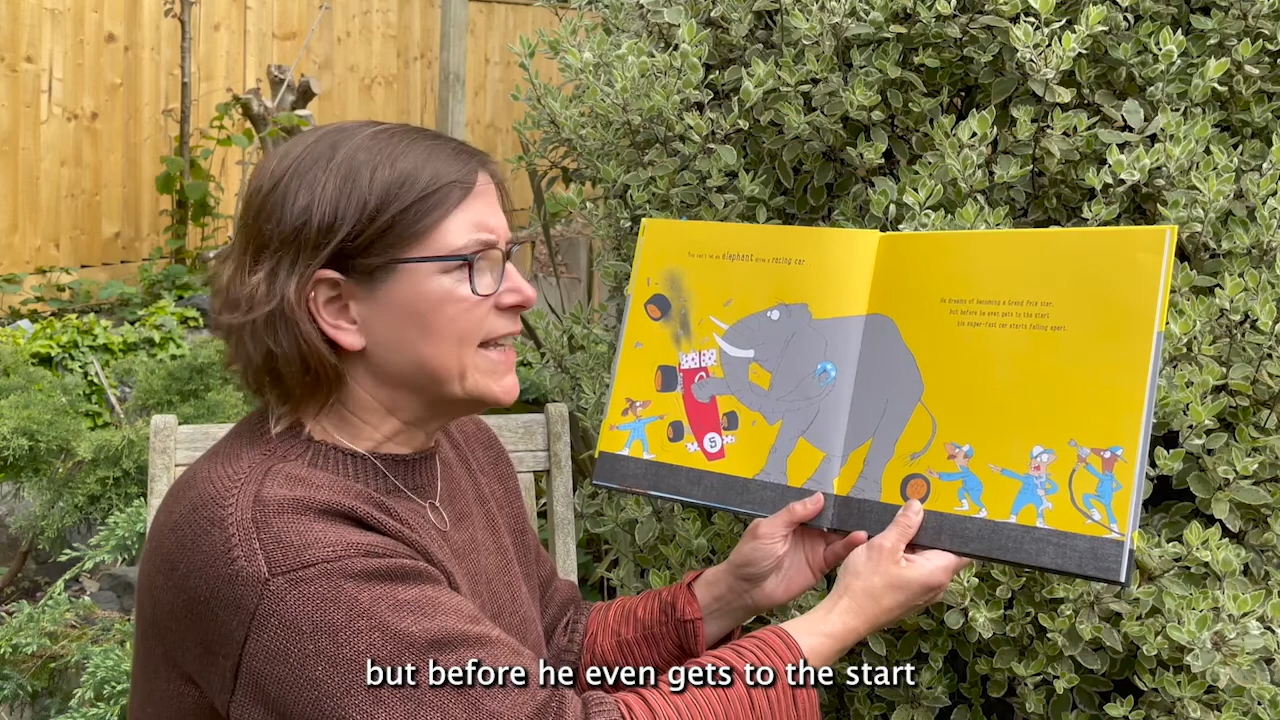 You can't let an elephant drive a racing car...
He dreams of becoming a Grand Prix star,
but before he even gets to the start
his super-fast car starts falling apart.
5
but before he even gets to the start